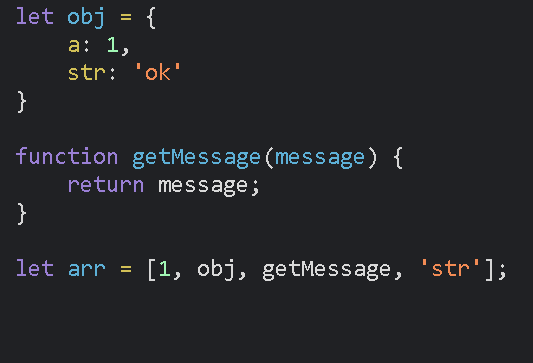 let obj = {
    a: 1,
    str: 'ok'
}

function getMessage(message) {
    return message;
}

let arr = [1, obj, getMessage, 'str'];